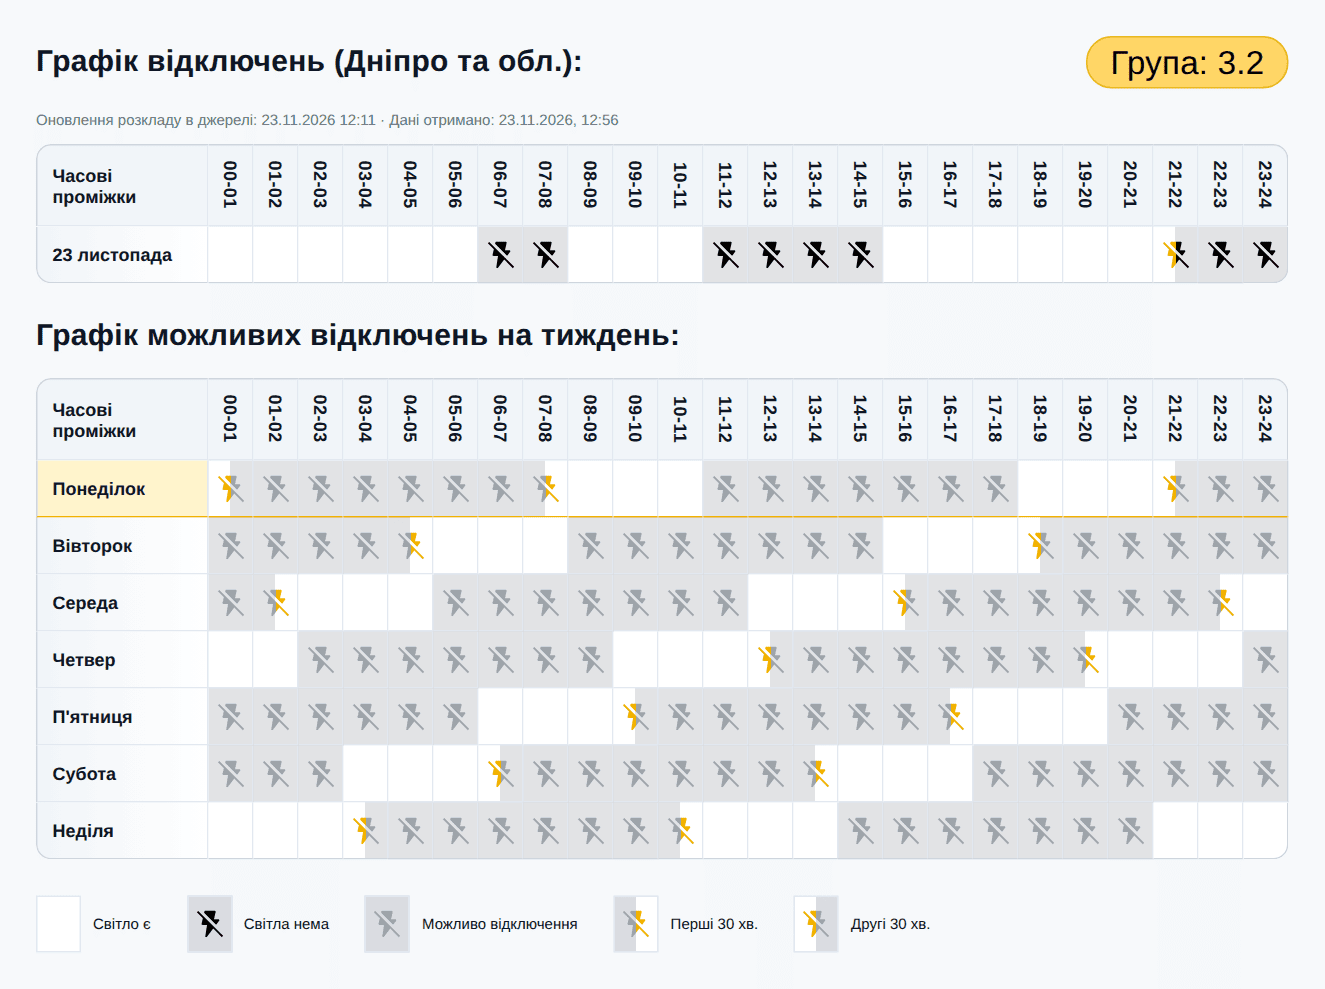 Графік відключень (Дніпро та обл.):
Група: 3.2
Оновлення розкладу в джерелі: 23.11.2026 12:11 · Дані отримано: 23.11.2026, 12:56
Часові
проміжки
00-01 01-02 02-03 03-04 04-05 05-06 06-07 07-08 08-09 09-10 10-11 11-12 12-13 13-14 14-15 15-16 16-17 17-18 18-19 19-20 20-21 21-22 22-23 23-24
23 листопада
Графік можливих відключень на тиждень:
Часові
проміжки
00-01 01-02 02-03 03-04 04-05 05-06 06-07 07-08 08-09 09-10 10-11 11-12 12-13 13-14 14-15 15-16 16-17 17-18 18-19 19-20 20-21 21-22 22-23 23-24
Понеділок
Вівторок
Середа
Четвер
П'ятниця
Субота
Неділя
Світло є
Світла нема
Можливо відключення
Перші 30 хв.
Другі 30 хв.